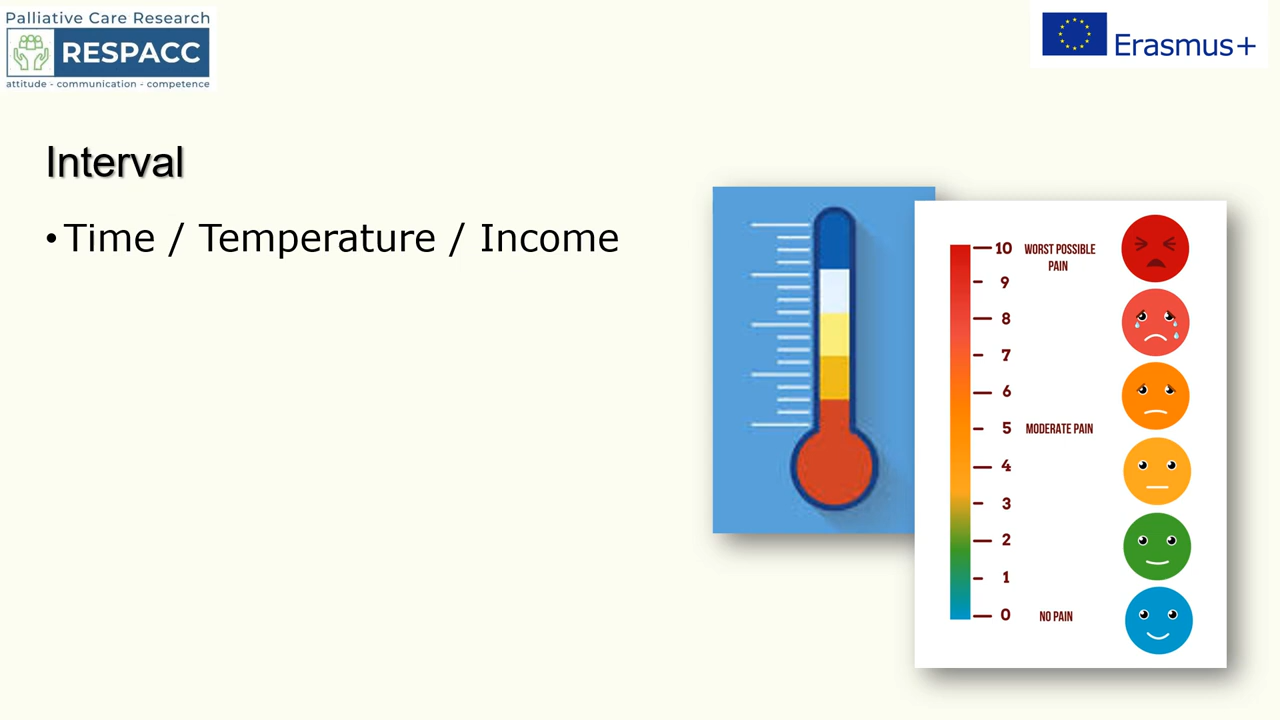 Palliative Care Research
RESPACC
attitude - communication - competence
Erasmus+
Interval
• Time / Temperature / Income
10 WORST POSSIBLE
PAIN
9
8
7
6
5 MODERATE PAIN
4
3
2
1
0 NO PAIN